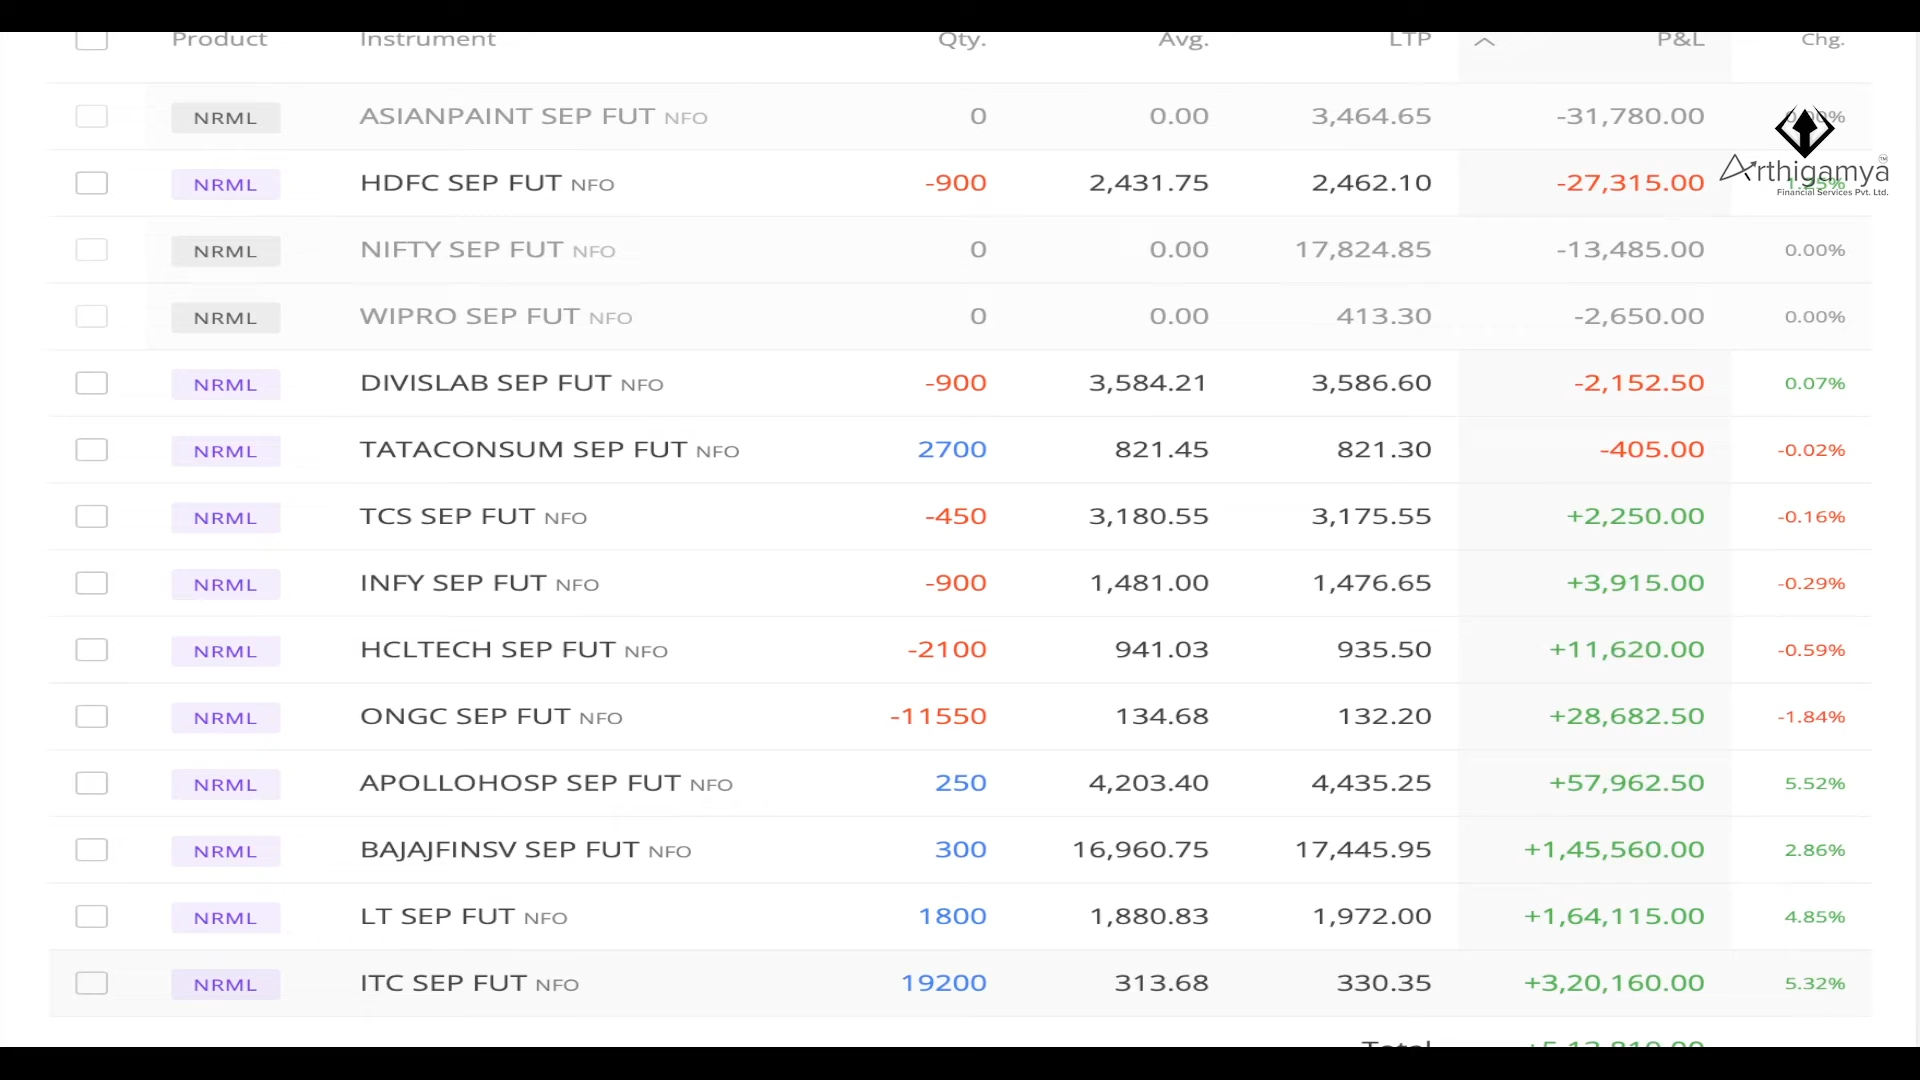 Product Instrument Qty. Avg. LTP P&L Chg.
NRML ASIANPAINT SEP FUT NFO 0 0.00 3,464.65 -31,780.00
NRML HDFC SEP FUT NFO -900 2,431.75 2,462.10 -27,315.00 1.25%
Arthigamya TM
Financial Services Pvt. Ltd.
NRML NIFTY SEP FUT NFO 0 0.00 17,824.85 -13,485.00 0.00%
NRML WIPRO SEP FUT NFO 0 0.00 413.30 -2,650.00 0.00%
NRML DIVISLAB SEP FUT NFO -900 3,584.21 3,586.60 -2,152.50 0.07%
NRML TATACONSUM SEP FUT NFO 2700 821.45 821.30 -405.00 -0.02%
NRML TCS SEP FUT NFO -450 3,180.55 3,175.55 +2,250.00 -0.16%
NRML INFY SEP FUT NFO -900 1,481.00 1,476.65 +3,915.00 -0.29%
NRML HCLTECH SEP FUT NFO -2100 941.03 935.50 +11,620.00 -0.59%
NRML ONGC SEP FUT NFO -11550 134.68 132.20 +28,682.50 -1.84%
NRML APOLLOHOSP SEP FUT NFO 250 4,203.40 4,435.25 +57,962.50 5.52%
NRML BAJAJFINSV SEP FUT NFO 300 16,960.75 17,445.95 +1,45,560.00 2.86%
NRML LT SEP FUT NFO 1800 1,880.83 1,972.00 +1,64,115.00 4.85%
NRML ITC SEP FUT NFO 19200 313.68 330.35 +3,20,160.00 5.32%
Total